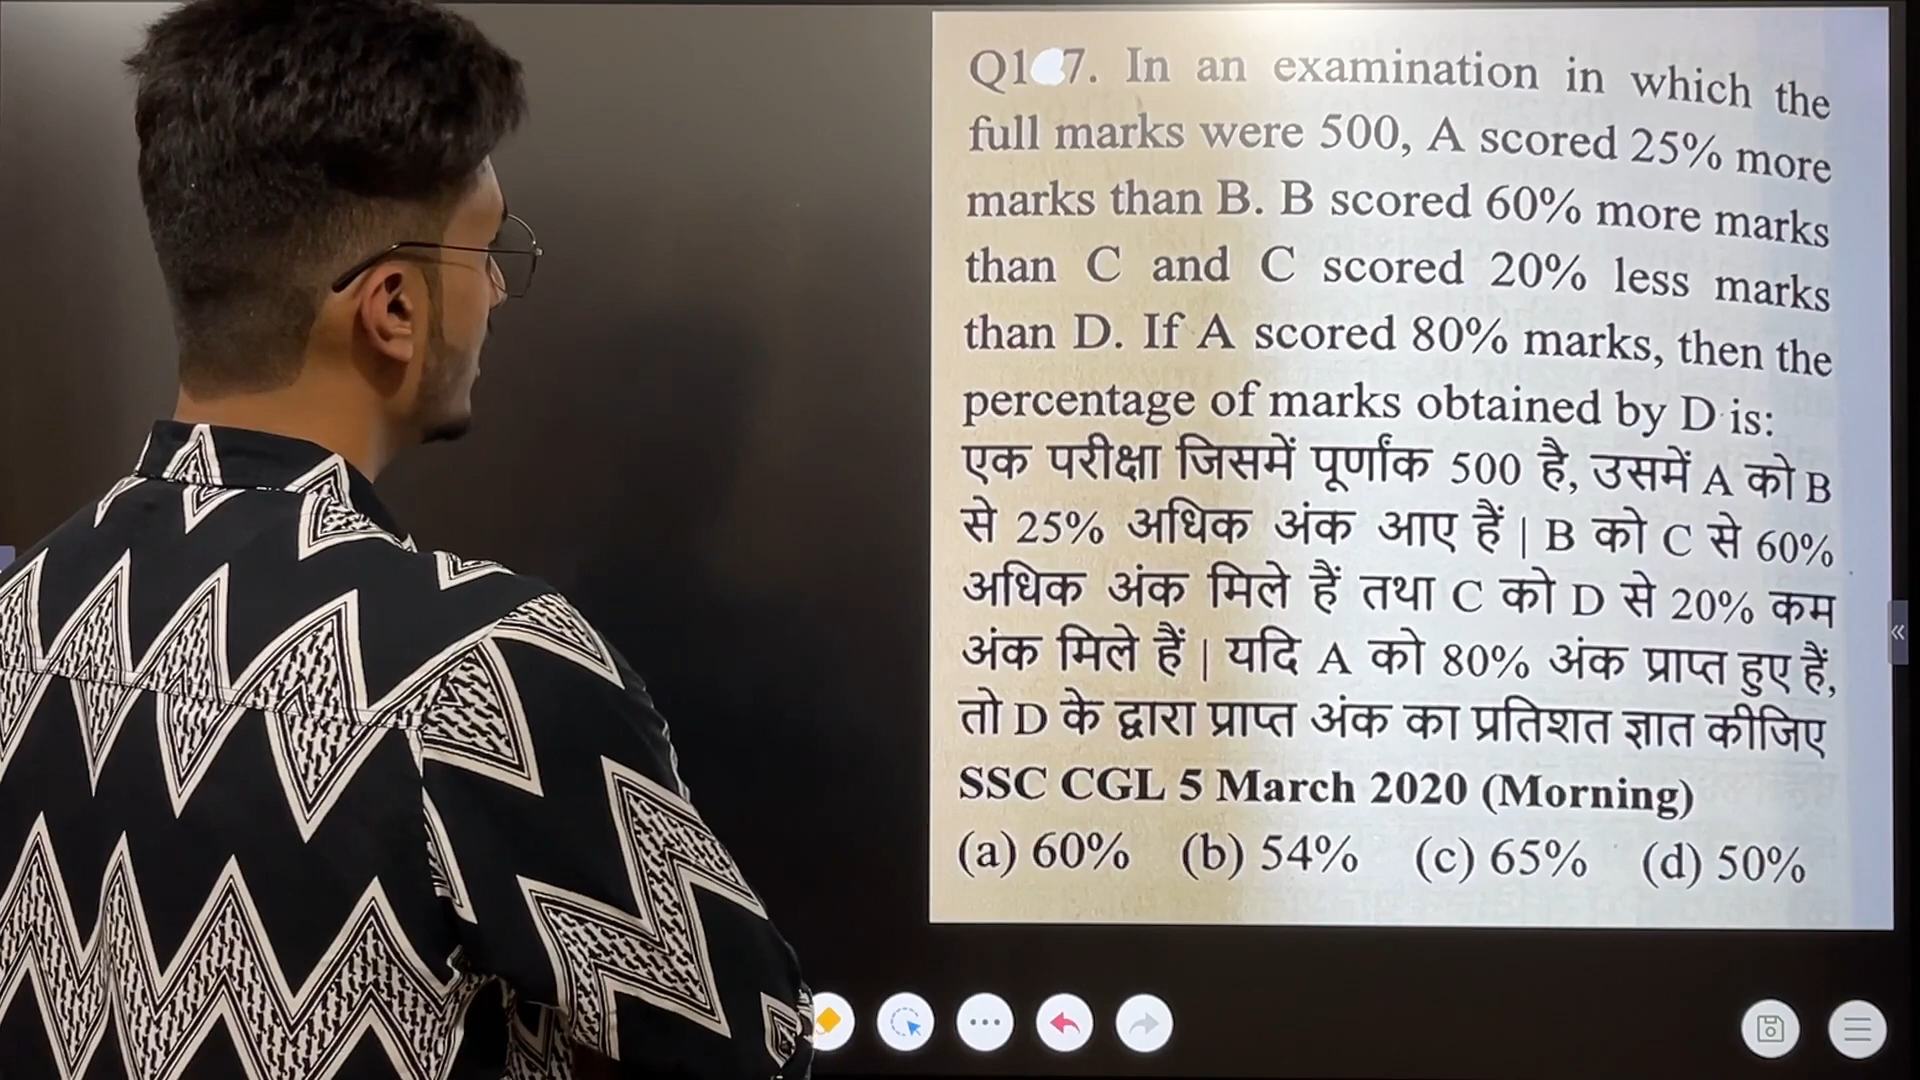 Q1 7. In an examination in which the
full marks were 500, A scored 25% more
marks than B. B scored 60% more marks
than C and C scored 20% less marks
than D. If A scored 80% marks, then the
percentage of marks obtained by D is:
एक परीक्षा जिसमें पूर्णांक 500 है, उसमें A को B
से 25% अधिक अंक आए हैं | B को C से 60%
अधिक अंक मिले हैं तथा C को D से 20% कम
अंक मिले हैं | यदि A को 80% अंक प्राप्त हुए हैं,
तो D के द्वारा प्राप्त अंक का प्रतिशत ज्ञात कीजिए
SSC CGL 5 March 2020 (Morning)
(a) 60% (b) 54% (c) 65% (d) 50%